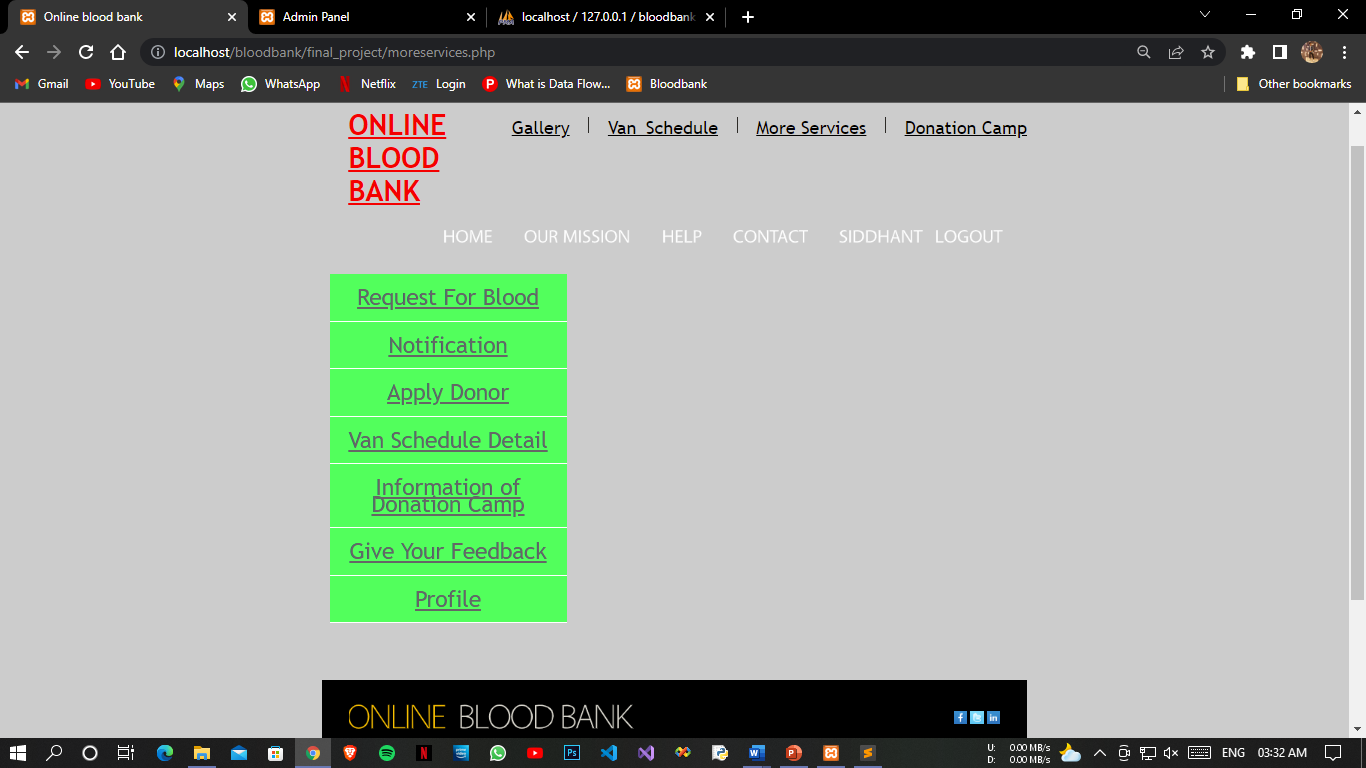 Online blood bank
Admin Panel
localhost / 127.0.0.1 / bloodbank
localhost/bloodbank/final_project/moreservices.php
Gmail
YouTube
Maps
WhatsApp
Netflix
ZTE Login
What is Data Flow...
Bloodbank
Other bookmarks
ONLINE
BLOOD
BANK
Gallery
Van Schedule
More Services
Donation Camp
HOME
OUR MISSION
HELP
CONTACT
SIDDHANT
LOGOUT
Request For Blood
Notification
Apply Donor
Van Schedule Detail
Information of
Donation Camp
Give Your Feedback
Profile
ONLINE BLOOD BANK
U: 0.00 MB/s
D: 0.00 MB/s
ENG
03:32 AM